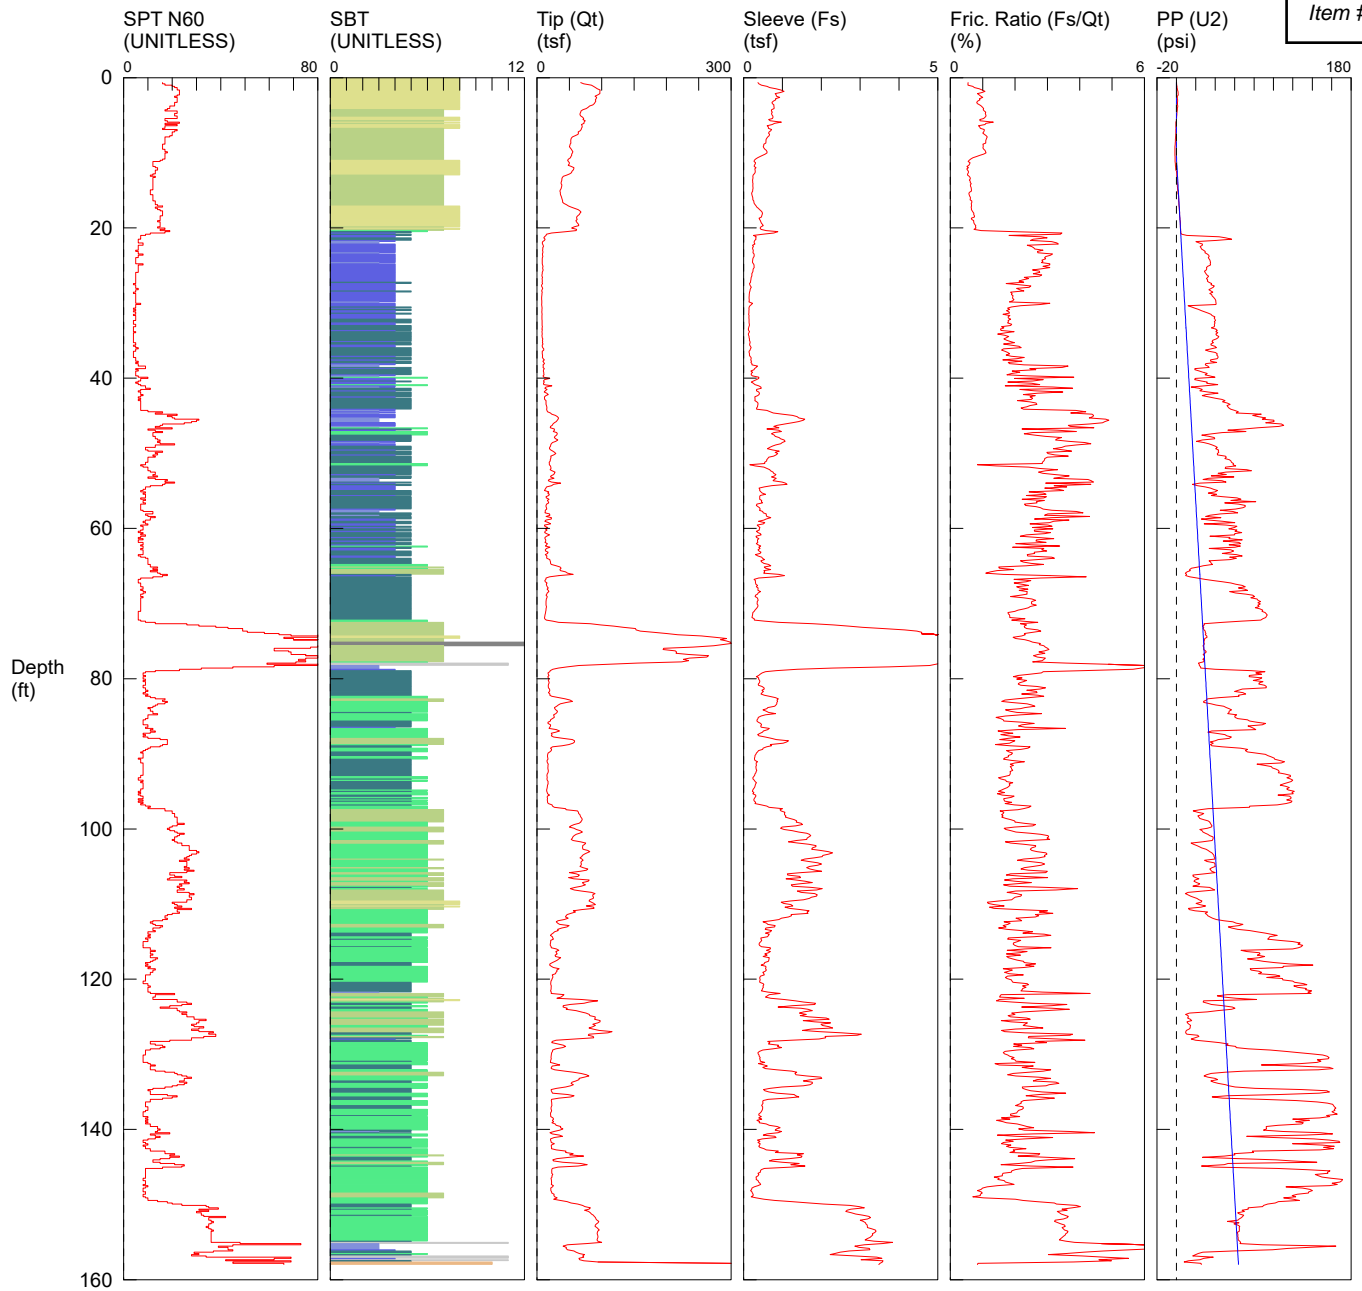 Item #
SPT N60
(UNITLESS)
SBT
(UNITLESS)
Tip (Qt)
(tsf)
Sleeve (Fs)
(tsf)
Fric. Ratio (Fs/Qt)
(%)
PP (U2)
(psi)
0 80
0 12
0 300
0 5
0 6
-20 180
0
20
40
60
Depth
(ft)
80
100
120
140
160